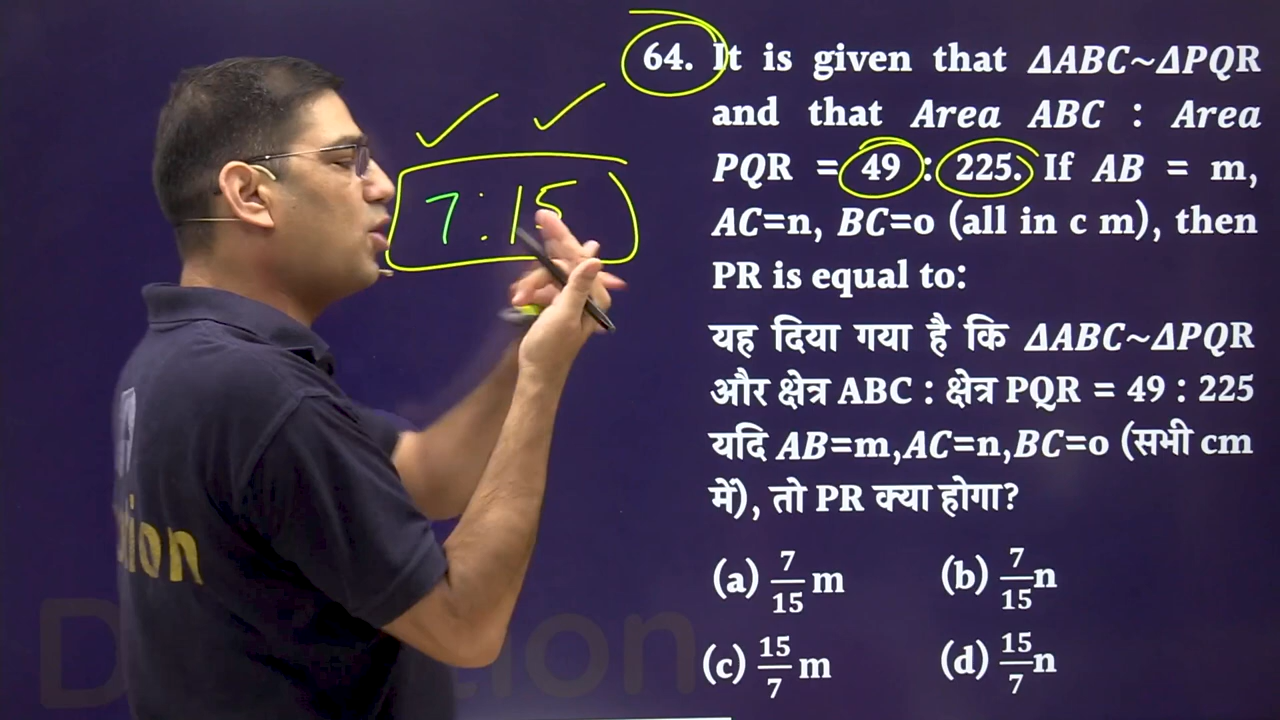 64. It is given that ΔABC~ΔPQR
and that Area ABC : Area
PQR = 49 : 225. If AB = m,
AC=n, BC=o (all in c m), then
PR is equal to:
यह दिया गया है कि ΔABC~ΔPQR
और क्षेत्र ABC : क्षेत्र PQR = 49 : 225
यदि AB=m,AC=n,BC=o (सभी cm
में), तो PR क्या होगा?
(a) 7/15 m (b) 7/15 n
(c) 15/7 m (d) 15/7 n
7:15